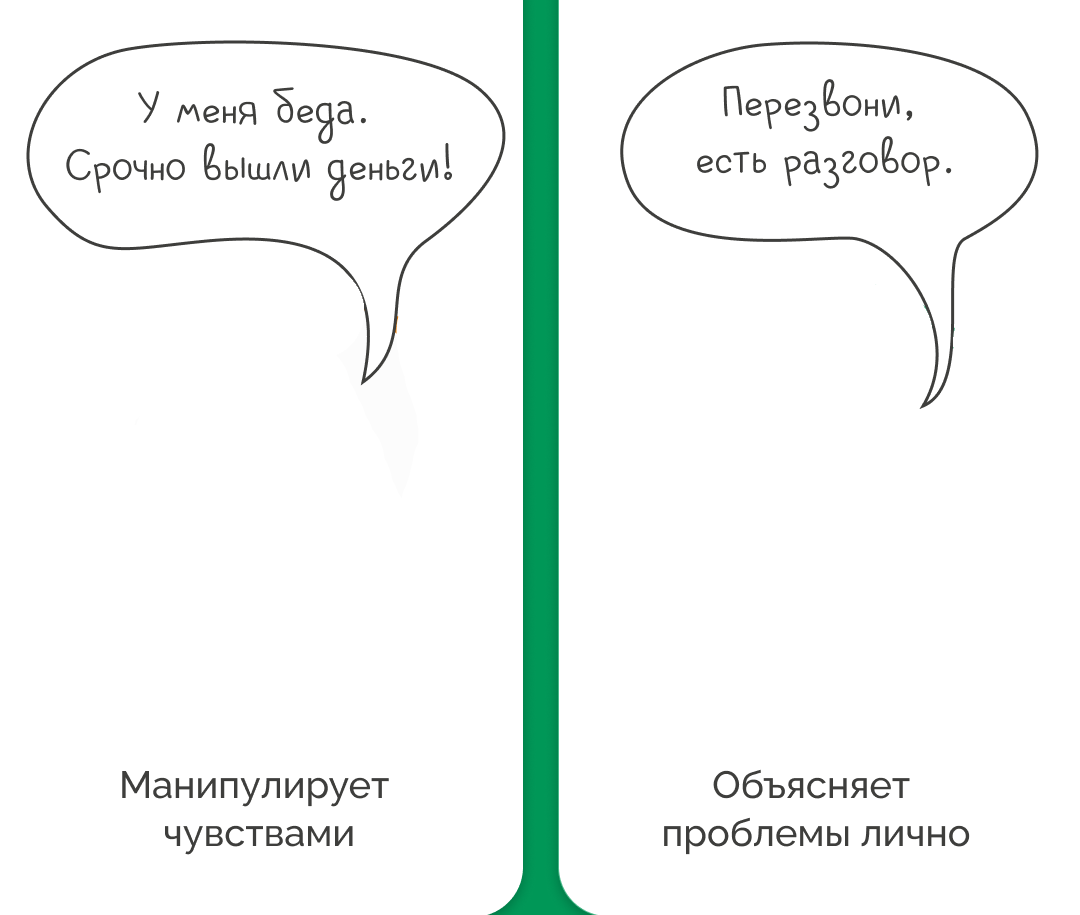 У меня беда.
Срочно вышли деньги!
Манипулирует
чувствами
Перезвони,
есть разговор.
Объясняет
проблемы лично